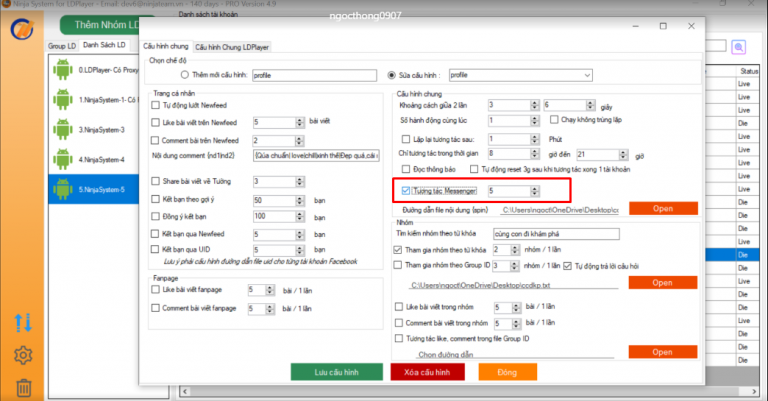 Ninja System for LDPlayer - Email: dov6@ninjateam.vn - 140 days - PRO Version 4.9
ngocthong0907
Thêm Nhóm LD
Danh sách tài khoản
Group LD
Danh Sách LD
0.LDPlayer- Có Proxy
1.NinjaSystem-1- Có
3.NinjaSystem-3
4.NinjaSystem-4
5.NinjaSystem-5
Cấu hình chung
Cấu hình Chung LDPlayer
Chọn chế độ
Thêm mới cấu hình:
profile
Sửa cấu hình :
profile
Trang cá nhân
Tự động lướt Newfeed
Like bài viết trên Newfeed
5
bài viết
Comment bài trên Newfeed
2
Nội dung comment (nd1|nd2)
Share bài viết về Tường
3
Kết bạn theo gợi ý
50
bạn
Đồng ý kết bạn
100
bạn
Kết bạn qua Newfeed
5
bạn
Kết bạn qua UID
5
bạn
Lưu ý phải cấu hình đường dẫn file uid cho từng tài khoản Facebook
Fanpage
Like bài viết fanpage
5
bài / 1 lần
Comment bài viết fanpage
5
bài / 1 lần
Cấu hình chung
Khoảng cách giữa 2 lần
3
6
giây
Số hành động cùng lúc
1
Chạy không trùng lặp
Lặp lại tương tác sau:
1
Phút
Chỉ tương tác trong thời gian
8
giờ đến
21
giờ
Đọc thông báo
Tự động reset 3g sau khi tương tác xong 1 tài khoản
Tương tác Messenger
5
Đường dẫn file nội dung (spin)
C:\Users\ngoct\OneDrive\Desktop\cc
Open
Nhóm
Tìm kiếm nhóm theo từ khóa
cùng con đi khám phá
Tham gia nhóm theo từ khóa
2
nhóm / 1 lần
Tham gia nhóm theo Group ID
3
nhóm / 1 lần
Tự động trả lời câu hỏi
C:\Users\ngoct\OneDrive\Desktop\ccdkp.txt
Open
Like bài viết trong nhóm
5
bài / 1 lần
Comment bài viết trong nhóm
5
bài / 1 lần
Tương tác like, comment trong file Group ID
Chọn đường dẫn
Open
Lưu cấu hình
Xóa cấu hình
Đóng
Status
Live
Live
Die
Live
Live
Live
Live
Live
Live
Live
Live
Die
Die
Die
Die
Live
Live
Die
Die
Die
Die